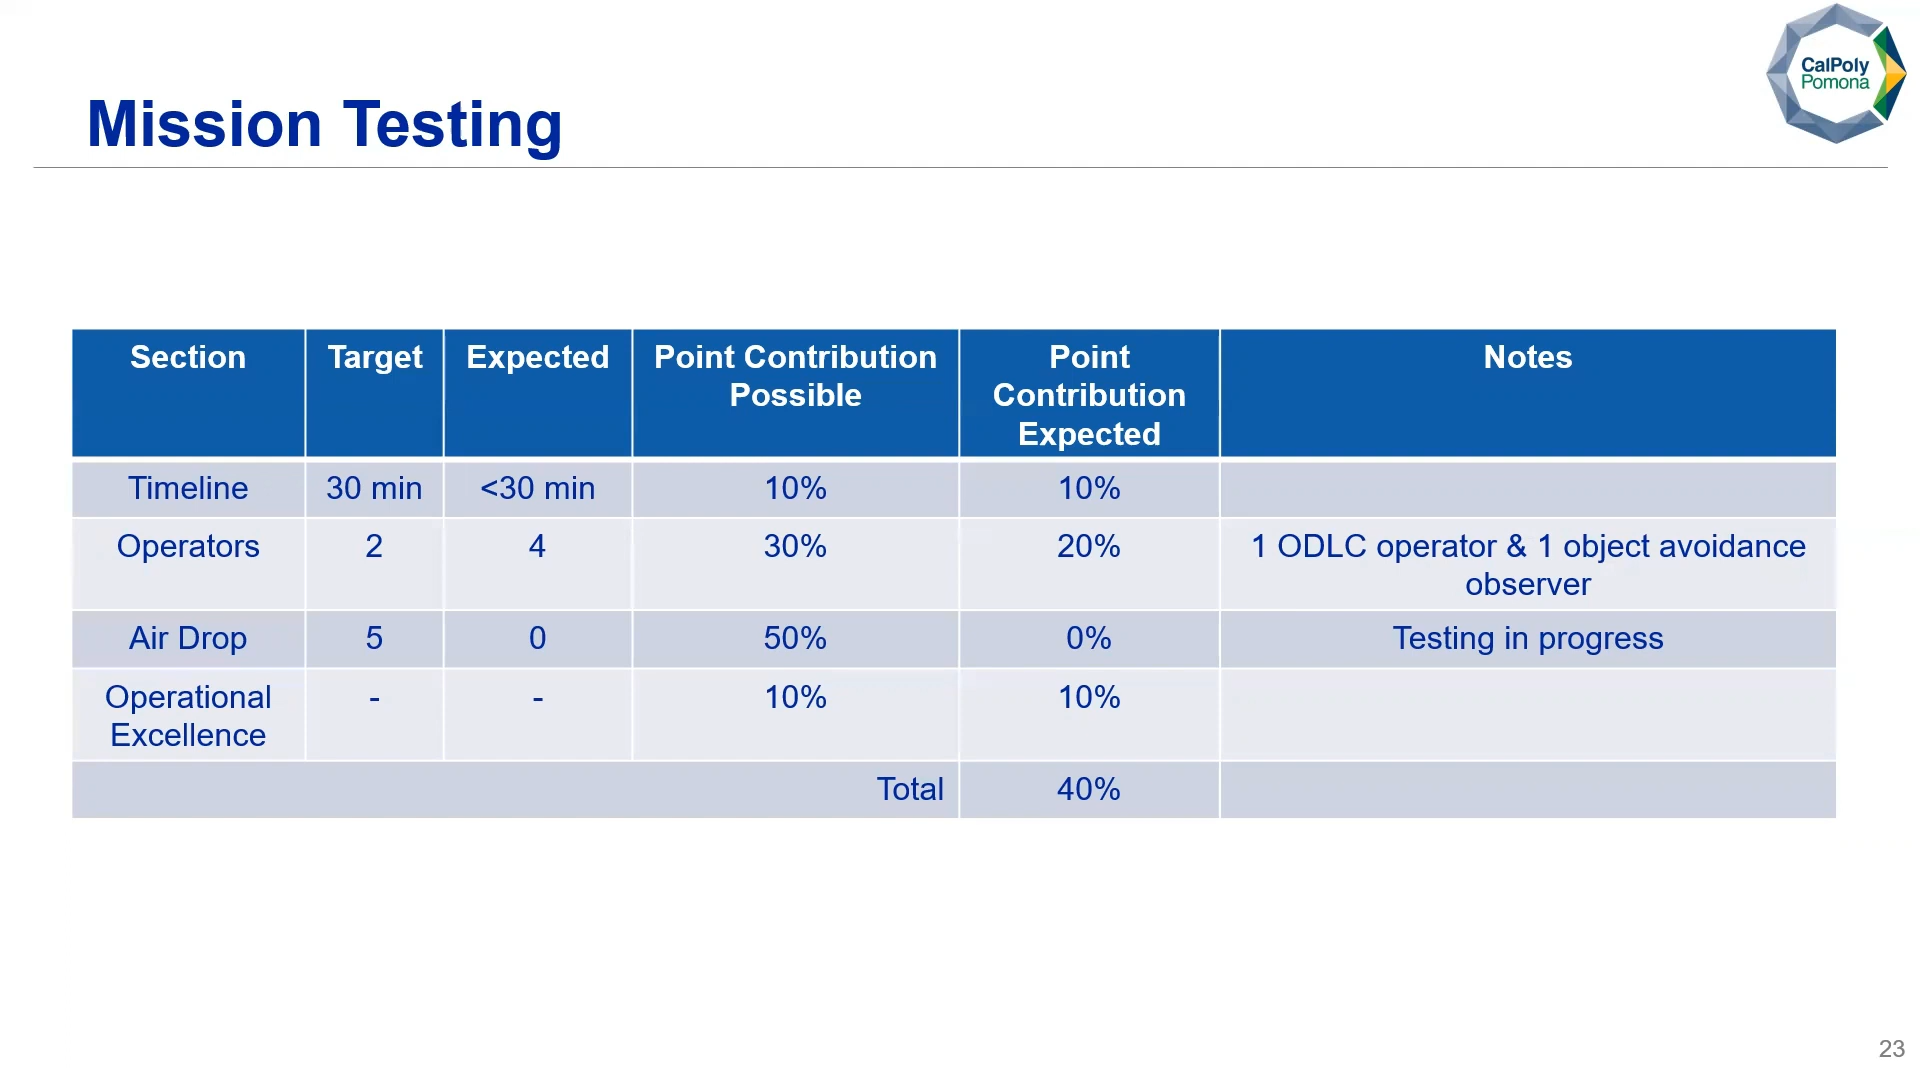 CalPoly
Pomona
Mission Testing
Section Target Expected Point Contribution Possible Point Contribution Expected Notes
Timeline 30 min <30 min 10% 10%
Operators 2 4 30% 20% 1 ODLC operator & 1 object avoidance observer
Air Drop 5 0 50% 0% Testing in progress
Operational Excellence - - 10% 10%
Total 40%
23